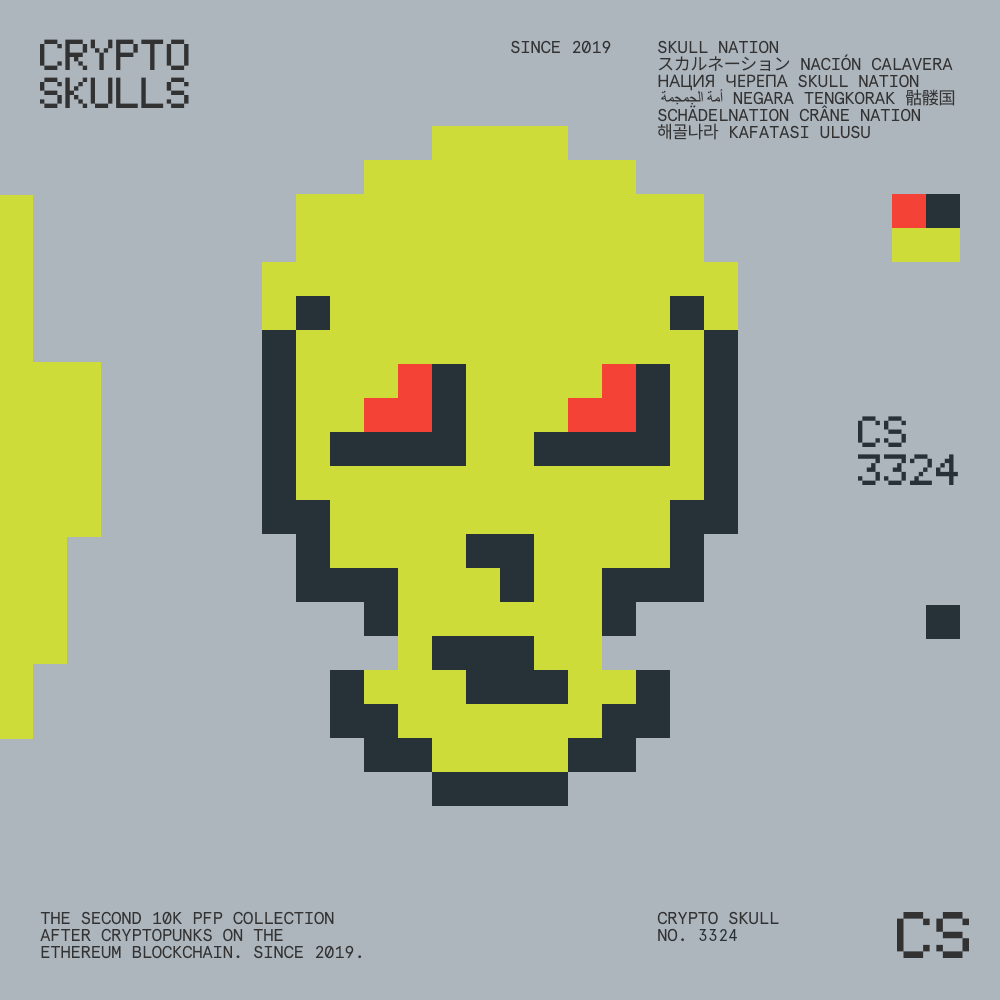 CRYPTO
SKULLS
SINCE 2019
SKULL NATION
スカルネーション NACIÓN CALAVERA
НАЦИЯ ЧЕРЕПА SKULL NATION
أمة الجمجمة NEGARA TENGKORAK 骷髅国
SCHÄDELNATION CRÂNE NATION
해골나라 KAFATASI ULUSU
CS
3324
THE SECOND 10K PFP COLLECTION
AFTER CRYPTOPUNKS ON THE
ETHEREUM BLOCKCHAIN. SINCE 2019.
CRYPTO SKULL
NO. 3324
CS